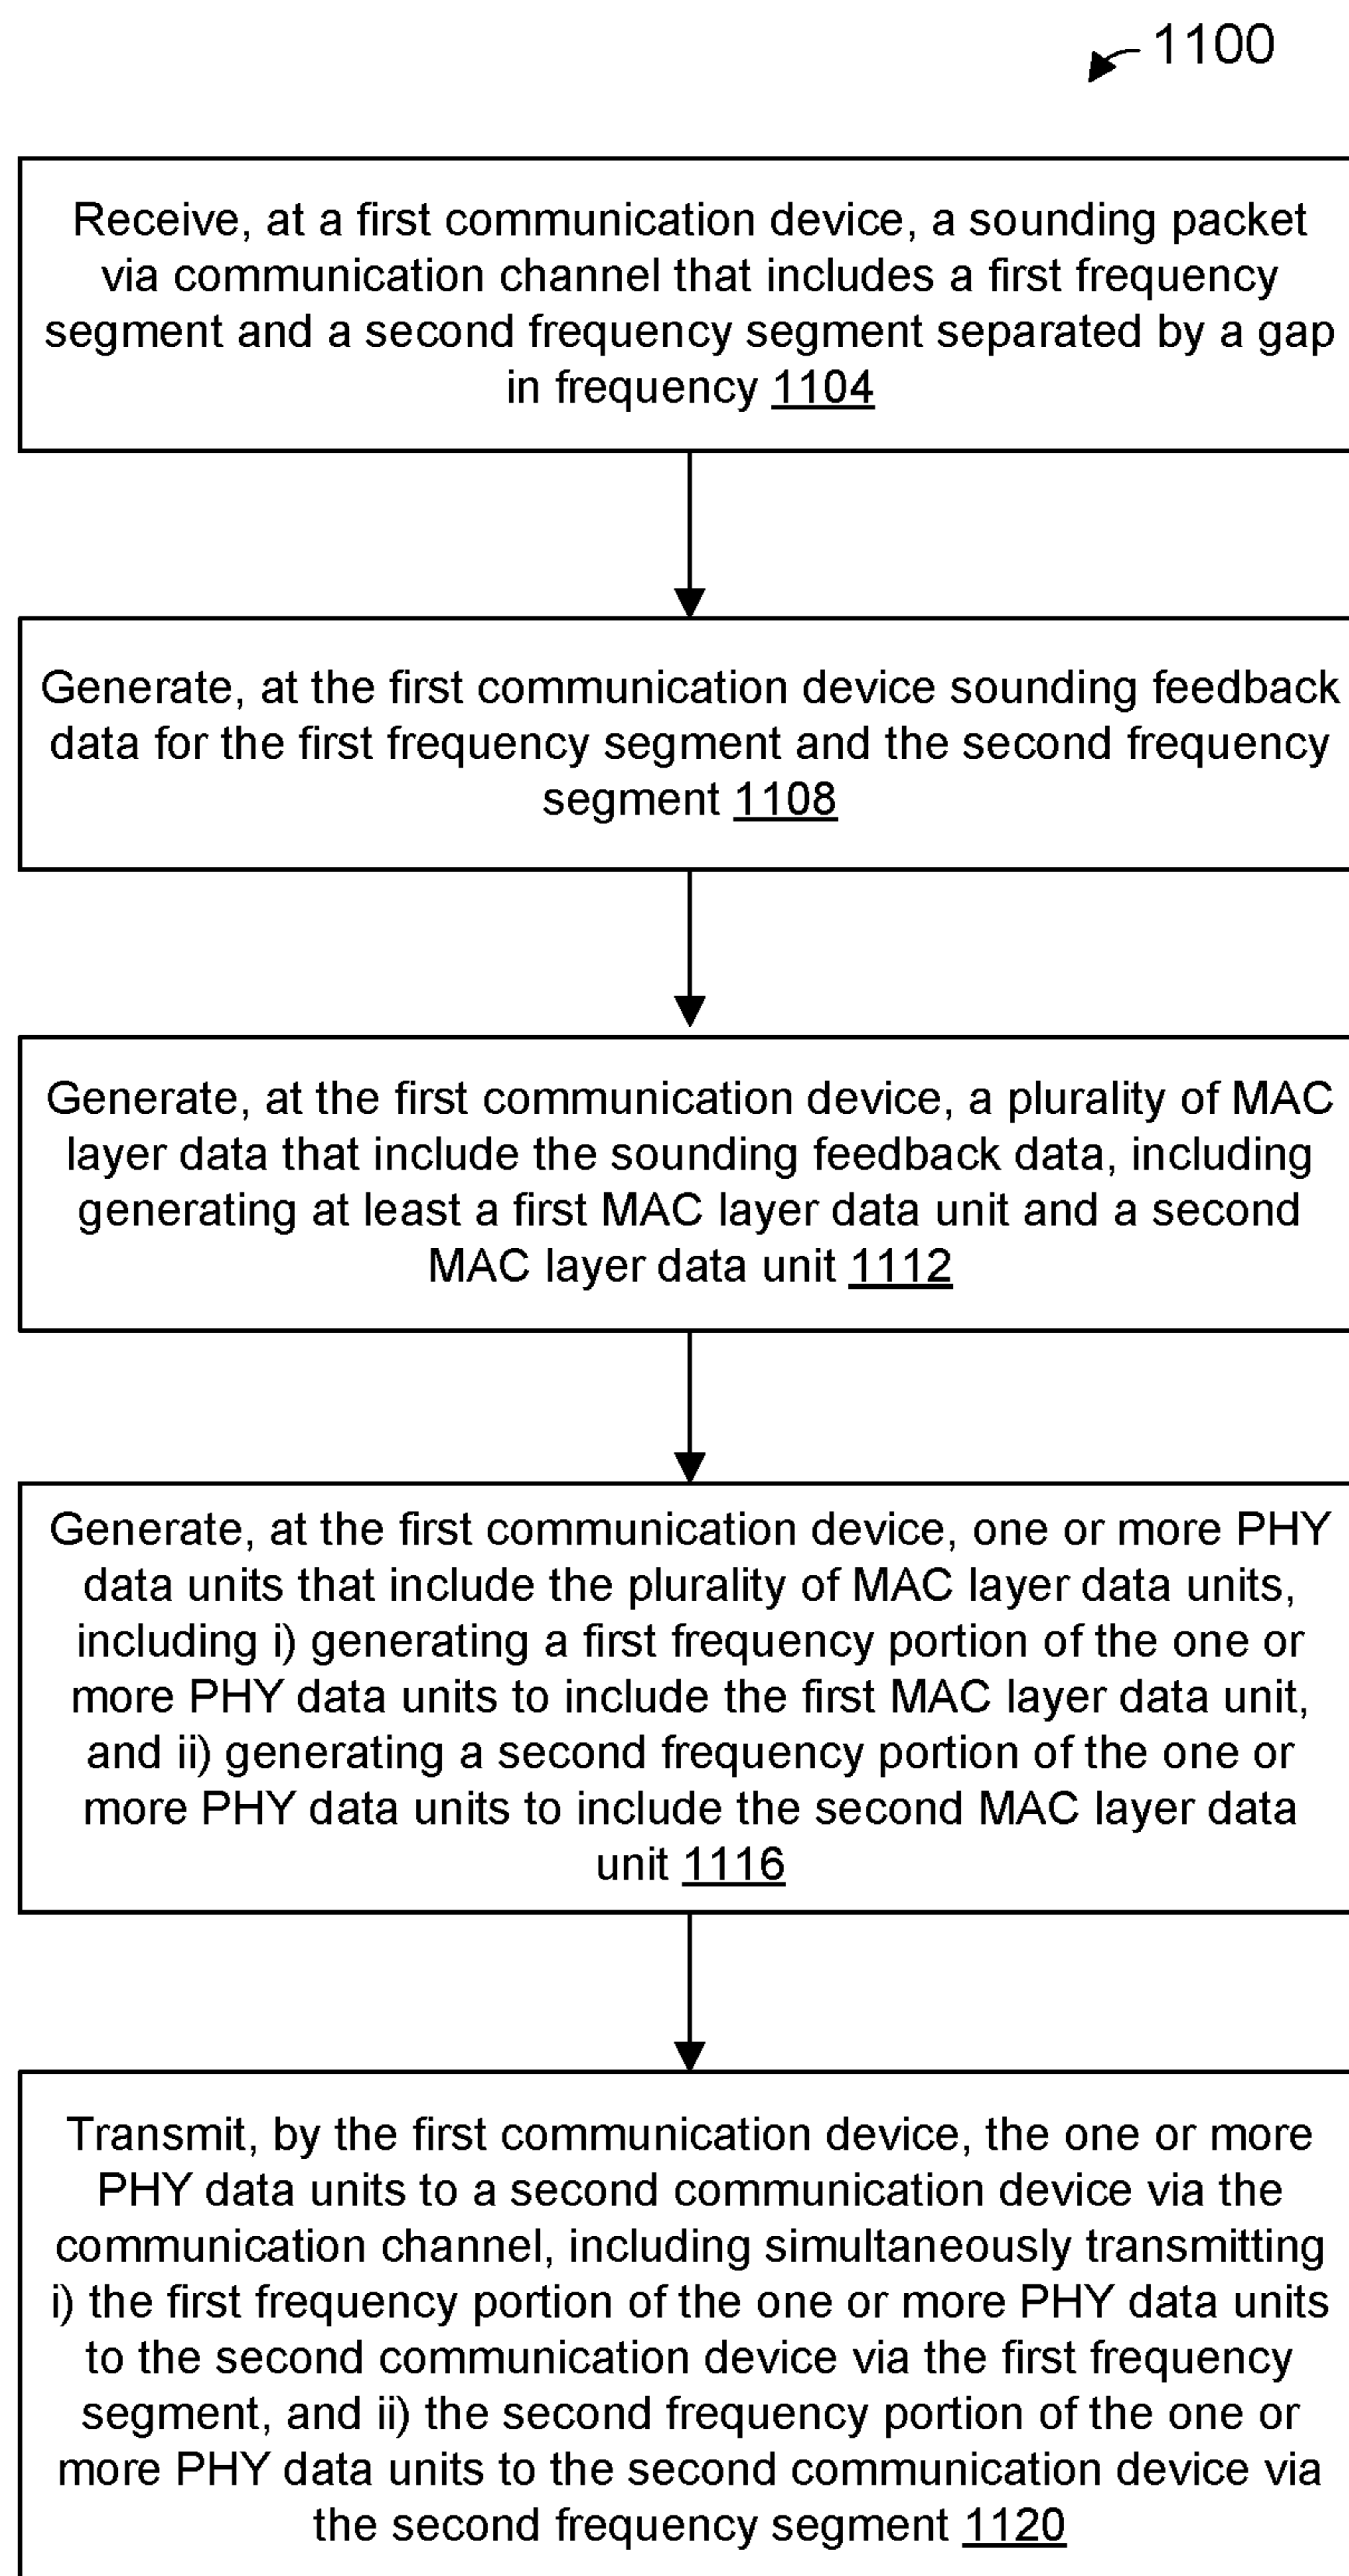 1100
Receive, at a first communication device, a sounding packet
via communication channel that includes a first frequency
segment and a second frequency segment separated by a gap
in frequency 1104
Generate, at the first communication device sounding feedback
data for the first frequency segment and the second frequency
segment 1108
Generate, at the first communication device, a plurality of MAC
layer data that include the sounding feedback data, including
generating at least a first MAC layer data unit and a second
MAC layer data unit 1112
Generate, at the first communication device, one or more PHY
data units that include the plurality of MAC layer data units,
including i) generating a first frequency portion of the one or
more PHY data units to include the first MAC layer data unit,
and ii) generating a second frequency portion of the one or
more PHY data units to include the second MAC layer data
unit 1116
Transmit, by the first communication device, the one or more
PHY data units to a second communication device via the
communication channel, including simultaneously transmitting
i) the first frequency portion of the one or more PHY data units
to the second communication device via the first frequency
segment, and ii) the second frequency portion of the one or
more PHY data units to the second communication device via
the second frequency segment 1120